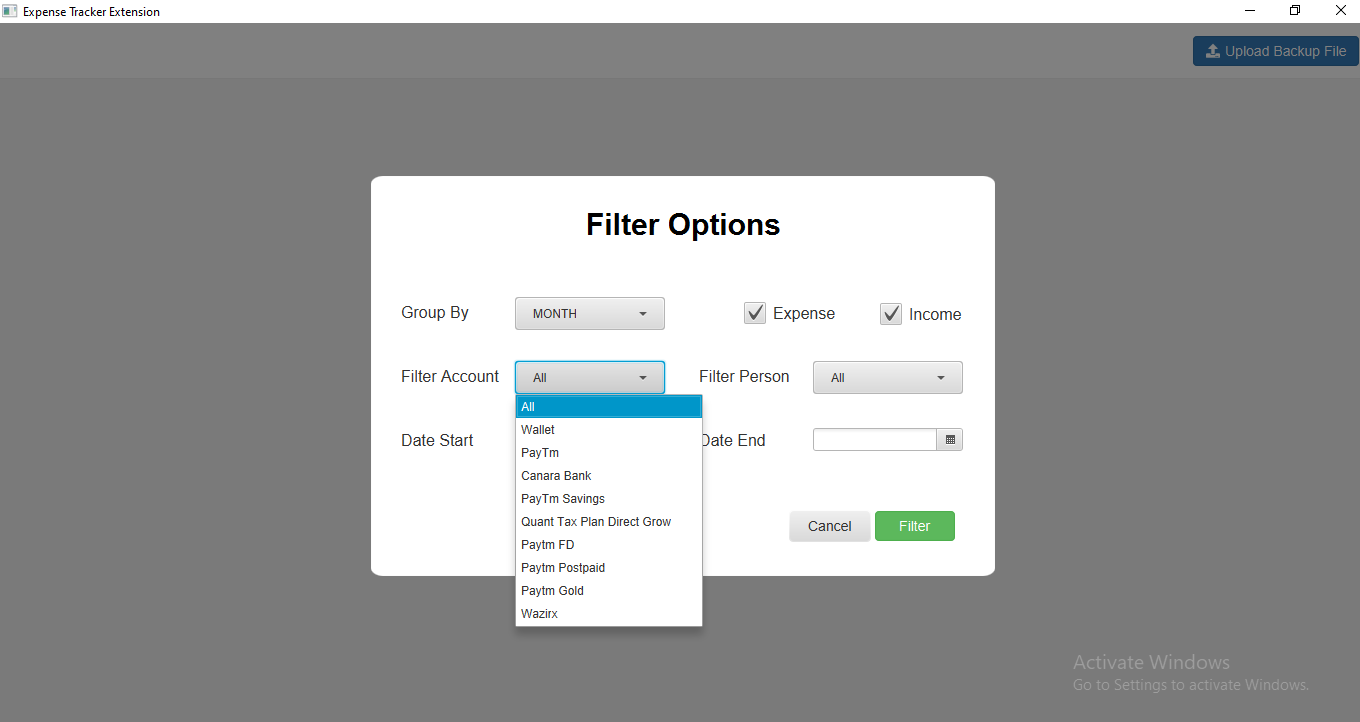 Expense Tracker Extension
Upload Backup File
Filter Options
Group By MONTH Expense Income
Filter Account All Filter Person All
Date Start Date End
All
Wallet
PayTm
Canara Bank
PayTm Savings
Quant Tax Plan Direct Grow
Paytm FD
Paytm Postpaid
Paytm Gold
Wazirx
Cancel Filter
Activate Windows
Go to Settings to activate Windows.